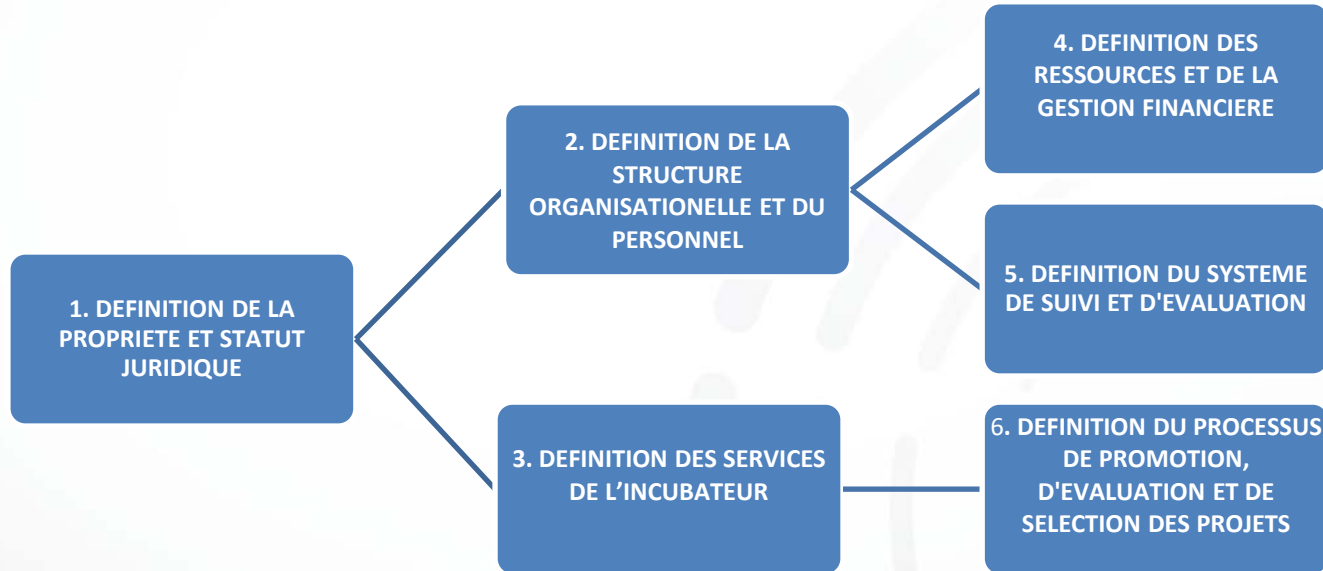 1. DEFINITION DE LA
PROPRIETE ET STATUT
JURIDIQUE
2. DEFINITION DE LA
STRUCTURE
ORGANISATIONELLE ET DU
PERSONNEL
3. DEFINITION DES SERVICES
DE L’INCUBATEUR
4. DEFINITION DES
RESSOURCES ET DE LA
GESTION FINANCIERE
5. DEFINITION DU SYSTEME
DE SUIVI ET D'EVALUATION
6. DEFINITION DU PROCESSUS
DE PROMOTION,
D'EVALUATION ET DE
SELECTION DES PROJETS